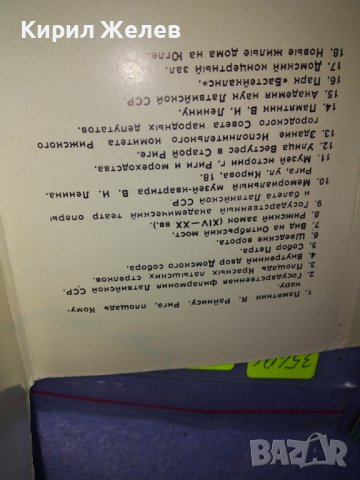 Кирил Желев
1. Памятник Я. Райнису. Рига, площадь Кому-
нару.
2. Государственная филармония Латвийской ССР.
3. Площадь Красных латышских стрелков.
4. Внутренний двор Домского собора.
5. Собор Петра.
6. Шведские ворота.
7. Вид на Октябрьский мост.
8. Рижский замок (XIV—XX вв.)
9. Государственный академический театр оперы
и балета Латвийской ССР.
10. Мемориальный музей-квартира В. И. Ленина.
Рига, ул. Кирова, 18.
11. Музей истории г. Риги и мореходства.
12. Улица Вестурес в Старой Риге.
13. Здание Исполнительного Комитета Рижского
городского Совета народных депутатов.
14. Памятник В. И. Ленину.
15. Академия наук Латвийской ССР.
16. Парк «Бастейкалнс».
17. Домский концертный зал.
18. Новые жилые дома на Югле.
bazar